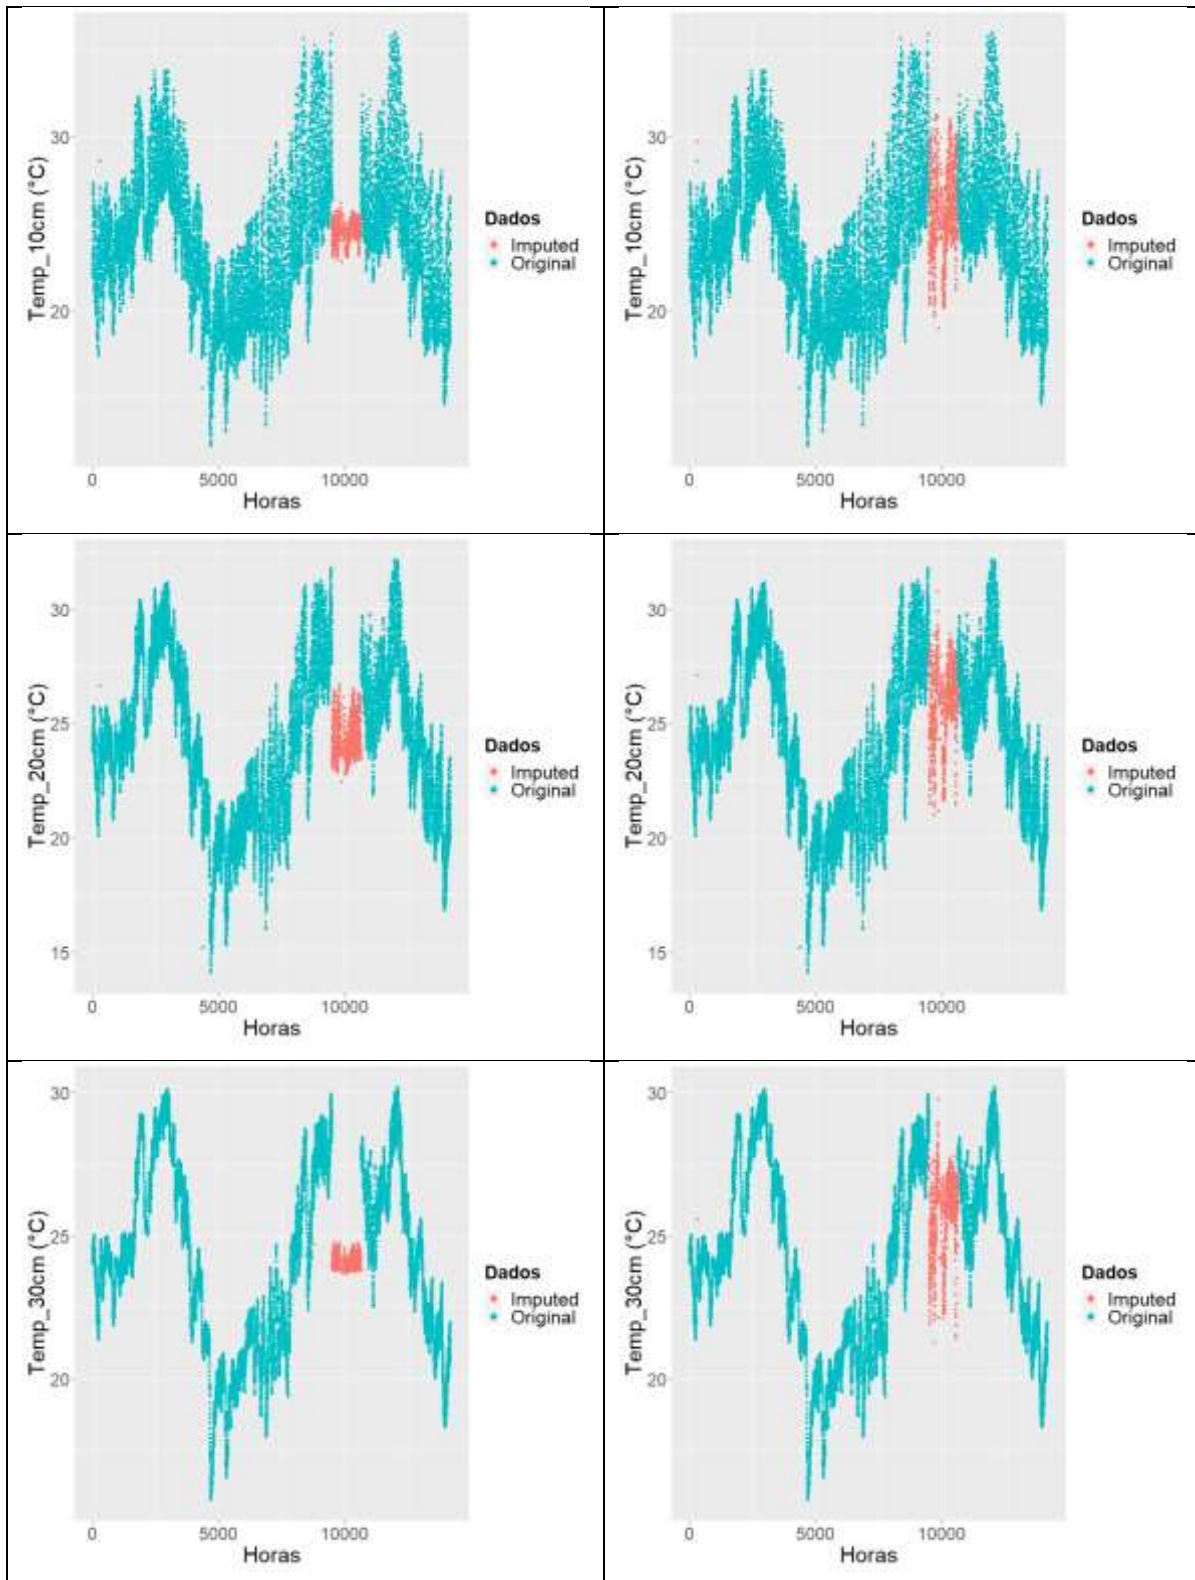 Temp_10cm (°C)
30
20
0
5000
10000
Horas
Dados
Imputed
Original
Temp_10cm (°C)
30
20
0
5000
10000
Horas
Dados
Imputed
Original
Temp_20cm (°C)
30
25
20
15
0
5000
10000
Horas
Dados
Imputed
Original
Temp_20cm (°C)
30
25
20
15
0
5000
10000
Horas
Dados
Imputed
Original
Temp_30cm (°C)
30
25
20
0
5000
10000
Horas
Dados
Imputed
Original
Temp_30cm (°C)
30
25
20
0
5000
10000
Horas
Dados
Imputed
Original